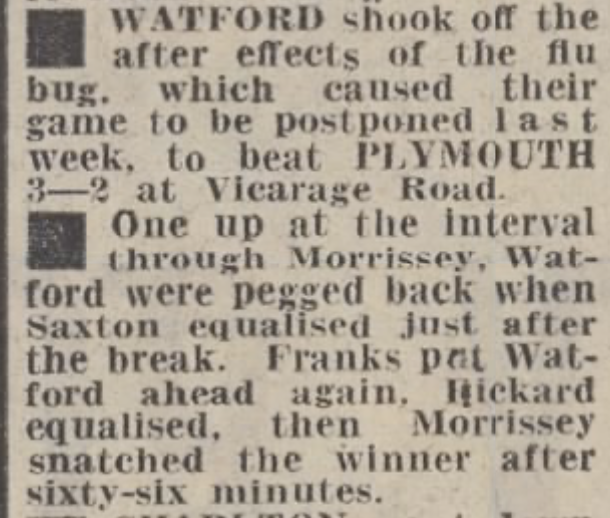 WATFORD shook off the
after effects of the flu
bug, which caused their
game to be postponed last
week, to beat PLYMOUTH
3—2 at Vicarage Road.
One up at the interval
through Morrissey, Wat-
ford were pegged back when
Saxton equalised just after
the break. Franks put Wat-
ford ahead again, Rickard
equalised, then Morrissey
snatched the winner after
sixty-six minutes.